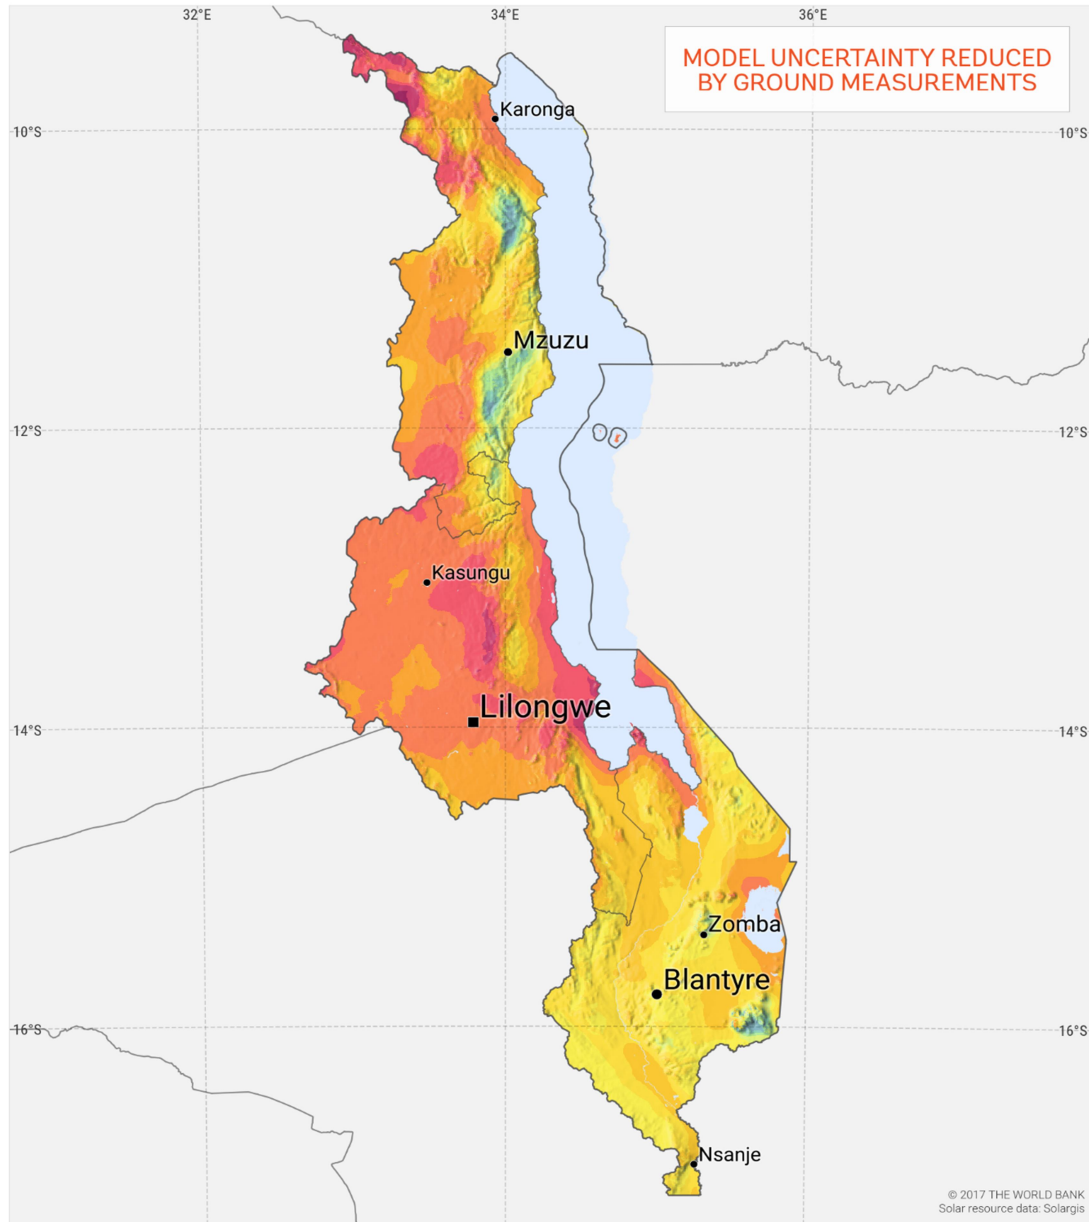 32°E
34°E
36°E
MODEL UNCERTAINTY REDUCED
BY GROUND MEASUREMENTS
Karonga
10°S
10°S
Mzuzu
12°S
12°S
Kasungu
Lilongwe
14°S
14°S
Zomba
Blantyre
16°S
16°S
Nsanje
© 2017 THE WORLD BANK
Solar resource data: Solargis